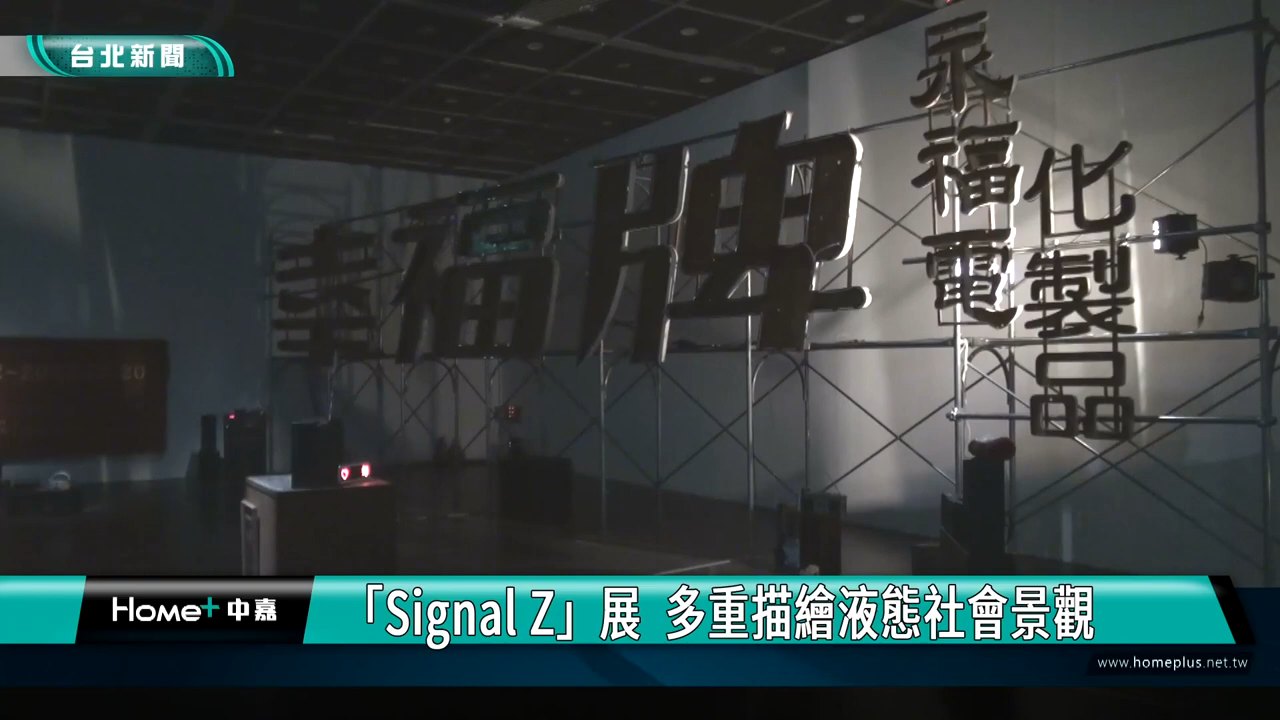 台北新聞
幸福牌
永福電
化製品
Home+ 中嘉
「Signal Z」展 多重描繪液態社會景觀
www.homeplus.net.tw